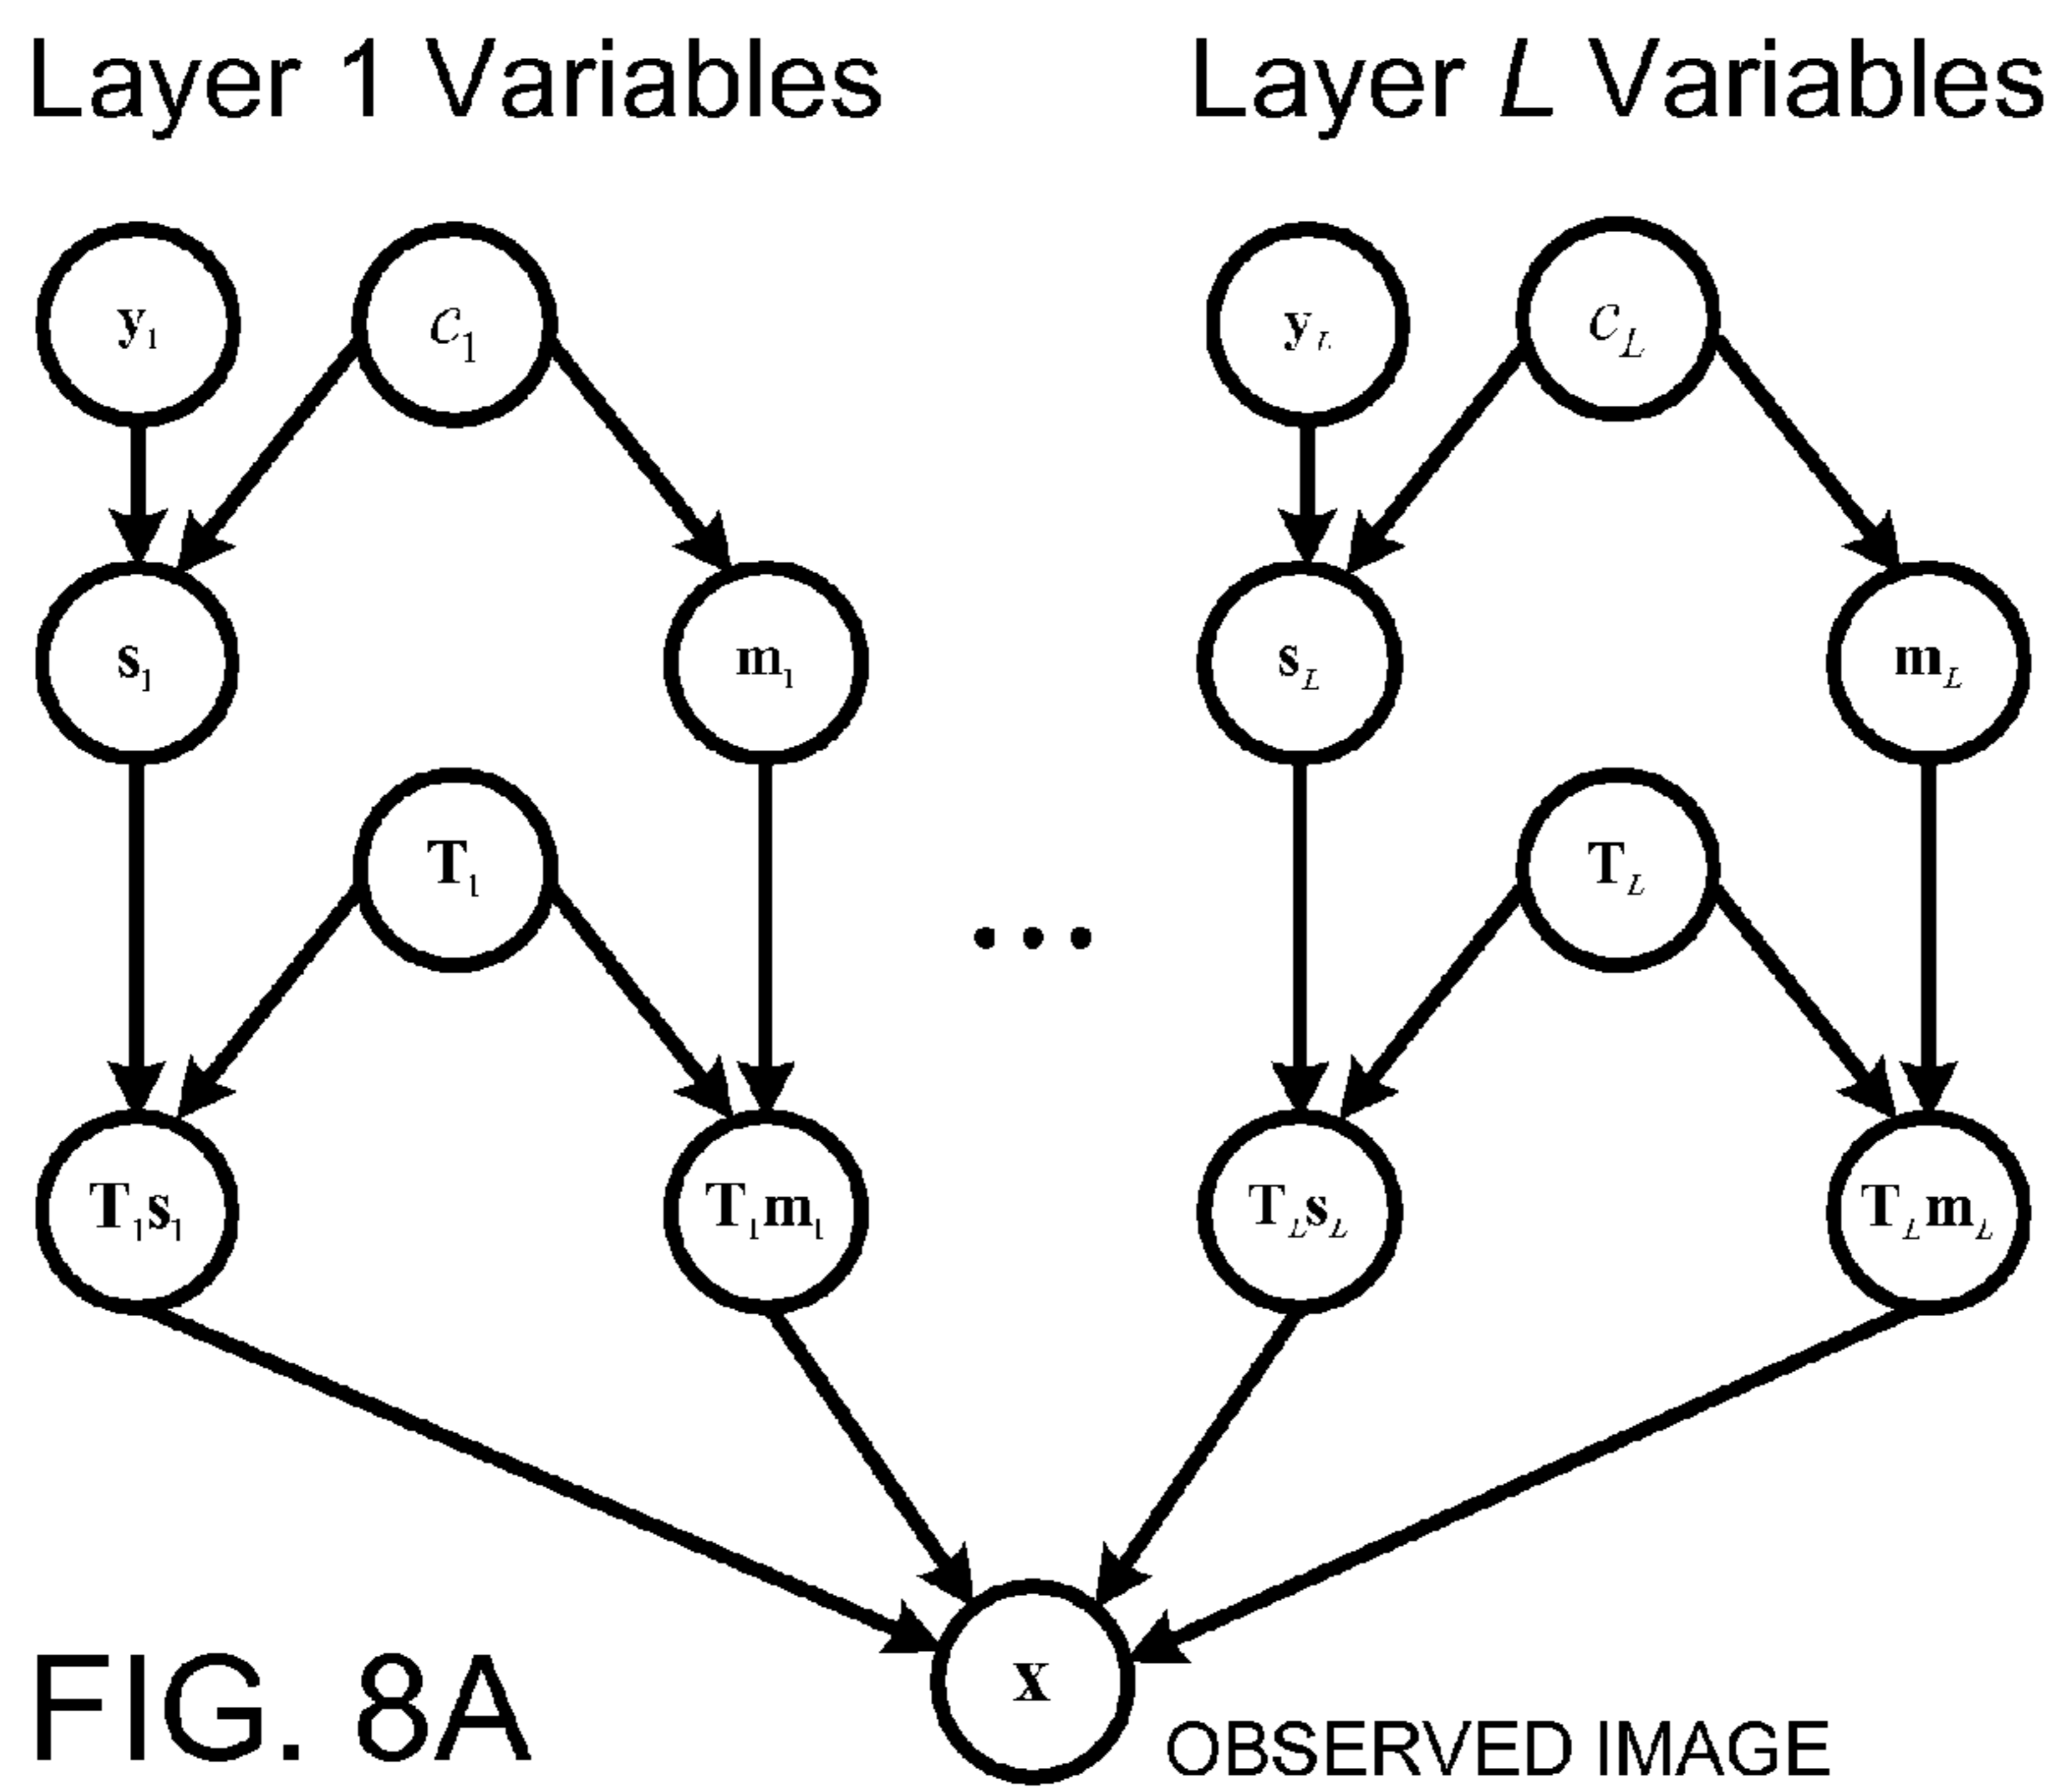 Layer 1 Variables
Layer L Variables
y1
c1
yL
cL
s1
m1
sL
mL
T1
TL
...
T1s1
T1m1
TLsL
TLmL
x
FIG. 8A
OBSERVED IMAGE